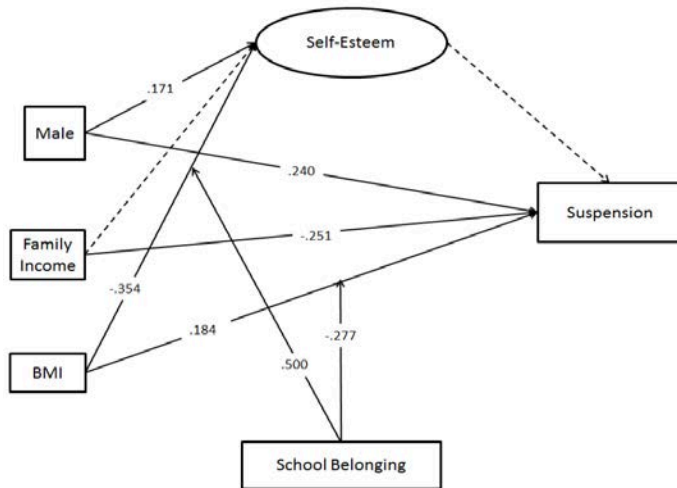 Self-Esteem
.171
Male
.240
Suspension
Family
Income
-.251
-.354
.184
-.277
BMI
.500
School Belonging